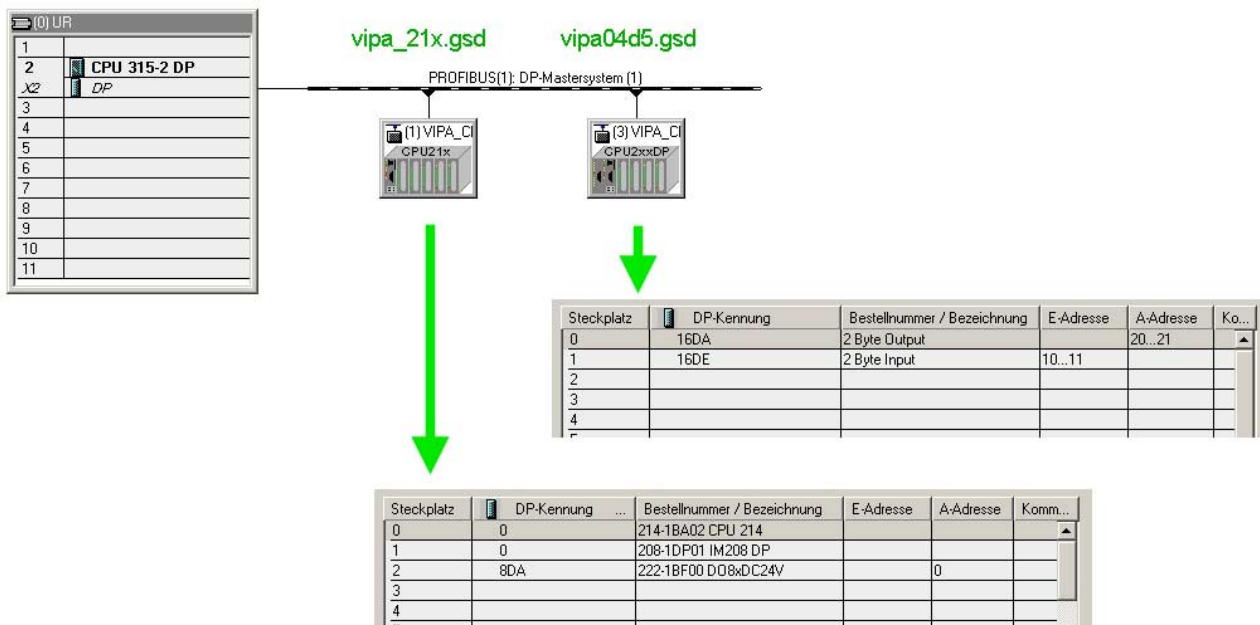 (0) UR
1
2 CPU 315-2 DP
X2 DP
3
4
5
6
7
8
9
10
11
vipa_21x.gsd vipa04d5.gsd
PROFIBUS(1): DP-Mastersystem (1)
(1) VIPA_Cl
CPU21x
(3) VIPA_Cl
CPU2xxDP
Steckplatz DP-Kennung Bestellnummer / Bezeichnung E-Adresse A-Adresse Ko...
0 16DA 2 Byte Output 20...21
1 16DE 2 Byte Input 10...11
2
3
4
Steckplatz DP-Kennung ... Bestellnummer / Bezeichnung E-Adresse A-Adresse Komm...
0 0 214-1BA02 CPU 214
1 0 208-1DP01 IM208 DP
2 8DA 222-1BF00 DO8xDC24V 0
3
4